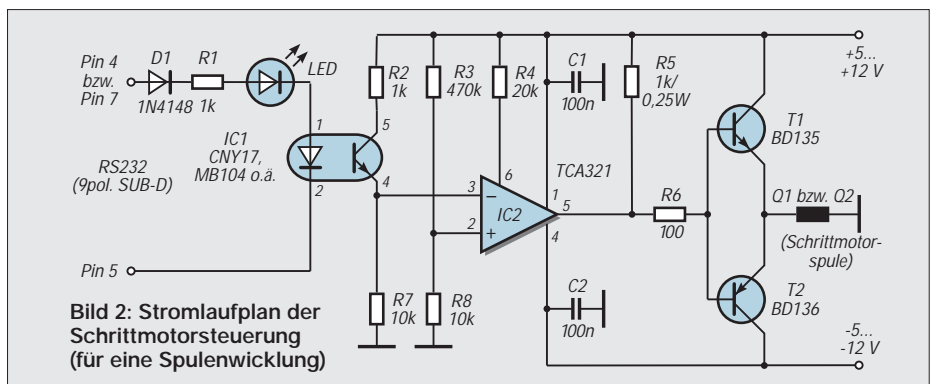 Pin 4
bzw.
Pin 7
D1
1N4148
R1
1k
LED
RS232
(9pol. SUB-D)
IC1
CNY17,
MB104 o.ä.
1
2
5
4
Pin 5
R2
1k
R3
470k
R4
20k
C1
100n
R5
1k/
0,25W
+5...
+12 V
T1
BD135
TCA321
3
−
2
+
6
IC2
1
5
4
R6
100
Q1 bzw. Q2
(Schrittmotor-
spule)
R7
10k
R8
10k
C2
100n
T2
BD136
-5...
-12 V
Bild 2: Stromlaufplan der
Schrittmotorsteuerung
(für eine Spulenwicklung)